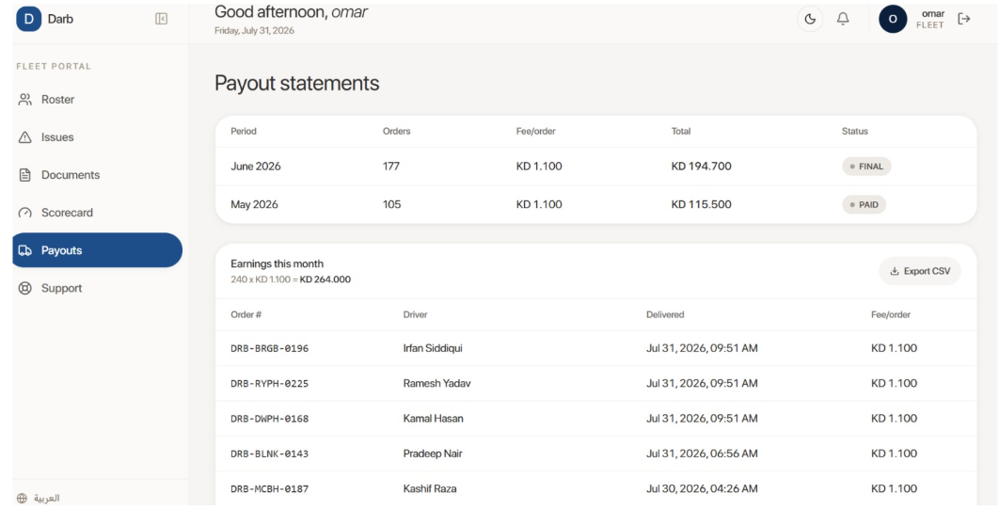 D Darb
Good afternoon, omar
Friday, July 31, 2026
O omar
FLEET
FLEET PORTAL
Roster
Issues
Documents
Scorecard
Payouts
Support
العربية
Payout statements
Period Orders Fee/order Total Status
June 2026 177 KD 1.100 KD 194.700 FINAL
May 2026 105 KD 1.100 KD 115.500 PAID
Earnings this month
240 x KD 1.100 = KD 264.000
Export CSV
Order # Driver Delivered Fee/order
DRB-BRGB-0196 Irfan Siddiqui Jul 31, 2026, 09:51 AM KD 1.100
DRB-RYPH-0225 Ramesh Yadav Jul 31, 2026, 09:51 AM KD 1.100
DRB-DWPH-0168 Kamal Hasan Jul 31, 2026, 09:51 AM KD 1.100
DRB-BLNK-0143 Pradeep Nair Jul 31, 2026, 06:56 AM KD 1.100
DRB-MCBH-0187 Kashif Raza Jul 30, 2026, 04:26 AM KD 1.100